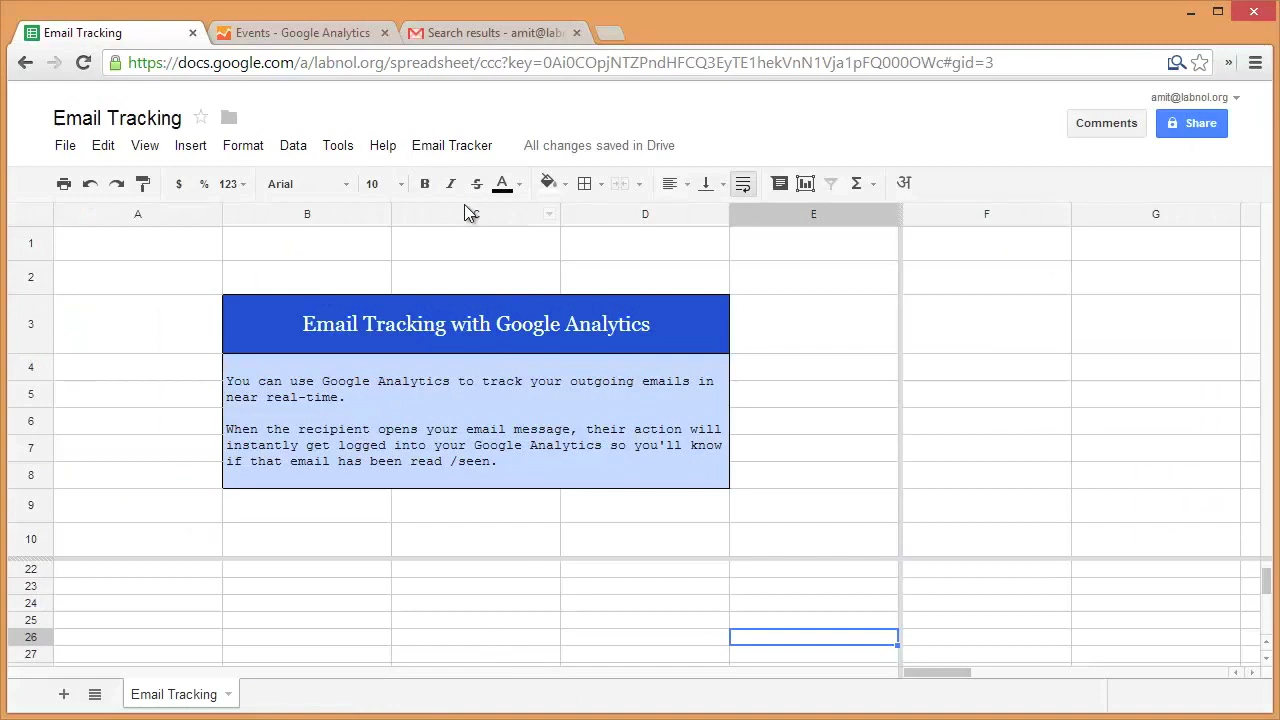 Email Tracking
Events - Google Analytics
Search results - amit@lab
https://docs.google.com/a/labnol.org/spreadsheet/ccc?key=0Ai0COpjNTZPndHFCQ3EyTE1hekVnN1Vja1pFQ000OWc#gid=3
amit@labnol.org
Email Tracking
Comments
Share
File Edit View Insert Format Data Tools Help Email Tracker All changes saved in Drive
$ % 123 Arial 10 B I S A Σ अ
A B C D E F G
1
2
3 Email Tracking with Google Analytics
4
You can use Google Analytics to track your outgoing emails in
5
near real-time.
6
When the recipient opens your email message, their action will
7 instantly get logged into your Google Analytics so you'll know
if that email has been read /seen.
8
9
10
22
23
24
25
26
27
+ Email Tracking